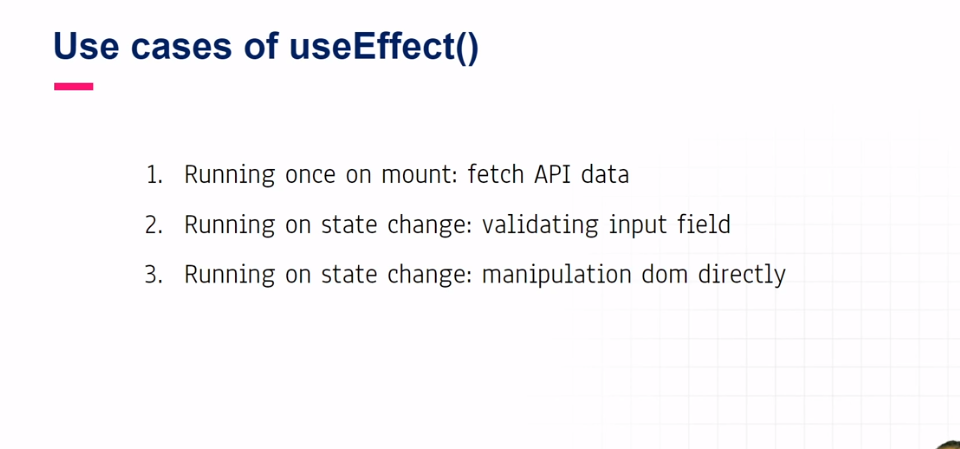 Use cases of useEffect()
1. Running once on mount: fetch API data
2. Running on state change: validating input field
3. Running on state change: manipulation dom directly